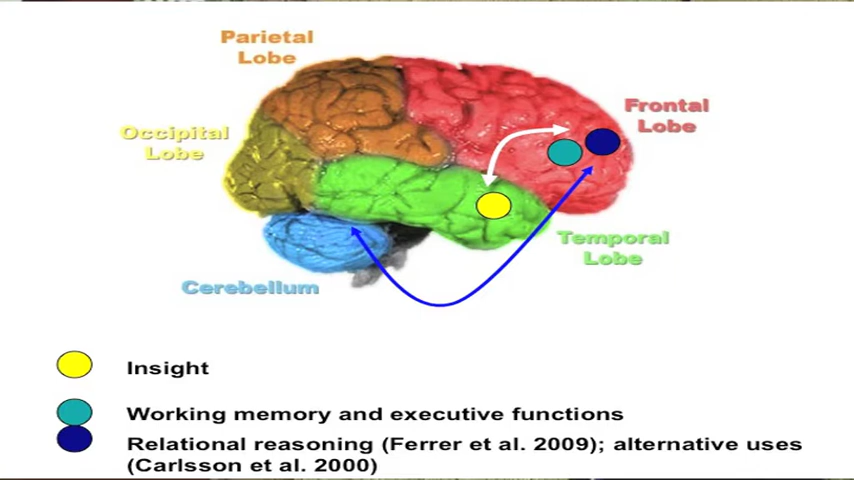 Parietal
Lobe
Frontal
Lobe
Occipital
Lobe
Temporal
Lobe
Cerebellum
Insight
Working memory and executive functions
Relational reasoning (Ferrer et al. 2009); alternative uses
(Carlsson et al. 2000)